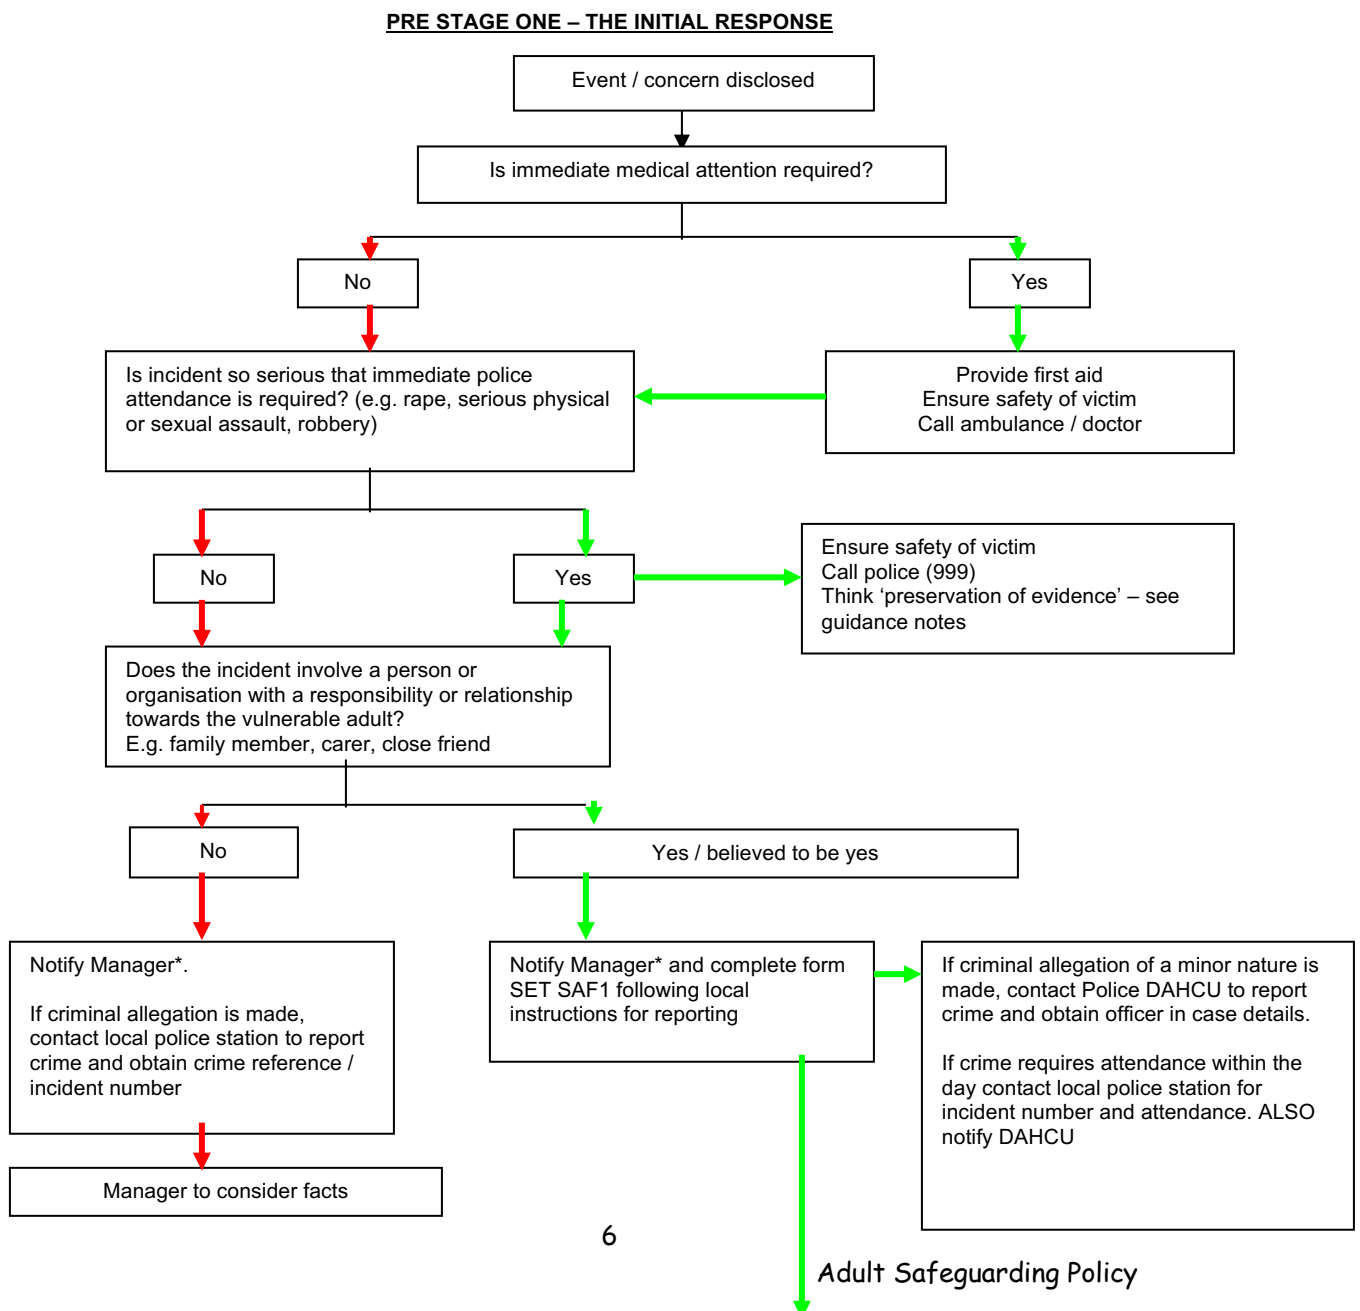 PRE STAGE ONE – THE INITIAL RESPONSE
Event / concern disclosed
Is immediate medical attention required?
No
Yes
Is incident so serious that immediate police
attendance is required? (e.g. rape, serious physical
or sexual assault, robbery)
Provide first aid
Ensure safety of victim
Call ambulance / doctor
No
Yes
Ensure safety of victim
Call police (999)
Think ‘preservation of evidence’ – see
guidance notes
Does the incident involve a person or
organisation with a responsibility or relationship
towards the vulnerable adult?
E.g. family member, carer, close friend
No
Yes / believed to be yes
Notify Manager*.
If criminal allegation is made,
contact local police station to report
crime and obtain crime reference /
incident number
Notify Manager* and complete form
SET SAF1 following local
instructions for reporting
If criminal allegation of a minor nature is
made, contact Police DAHCU to report
crime and obtain officer in case details.
If crime requires attendance within the
day contact local police station for
incident number and attendance. ALSO
notify DAHCU
Manager to consider facts
6
Adult Safeguarding Policy